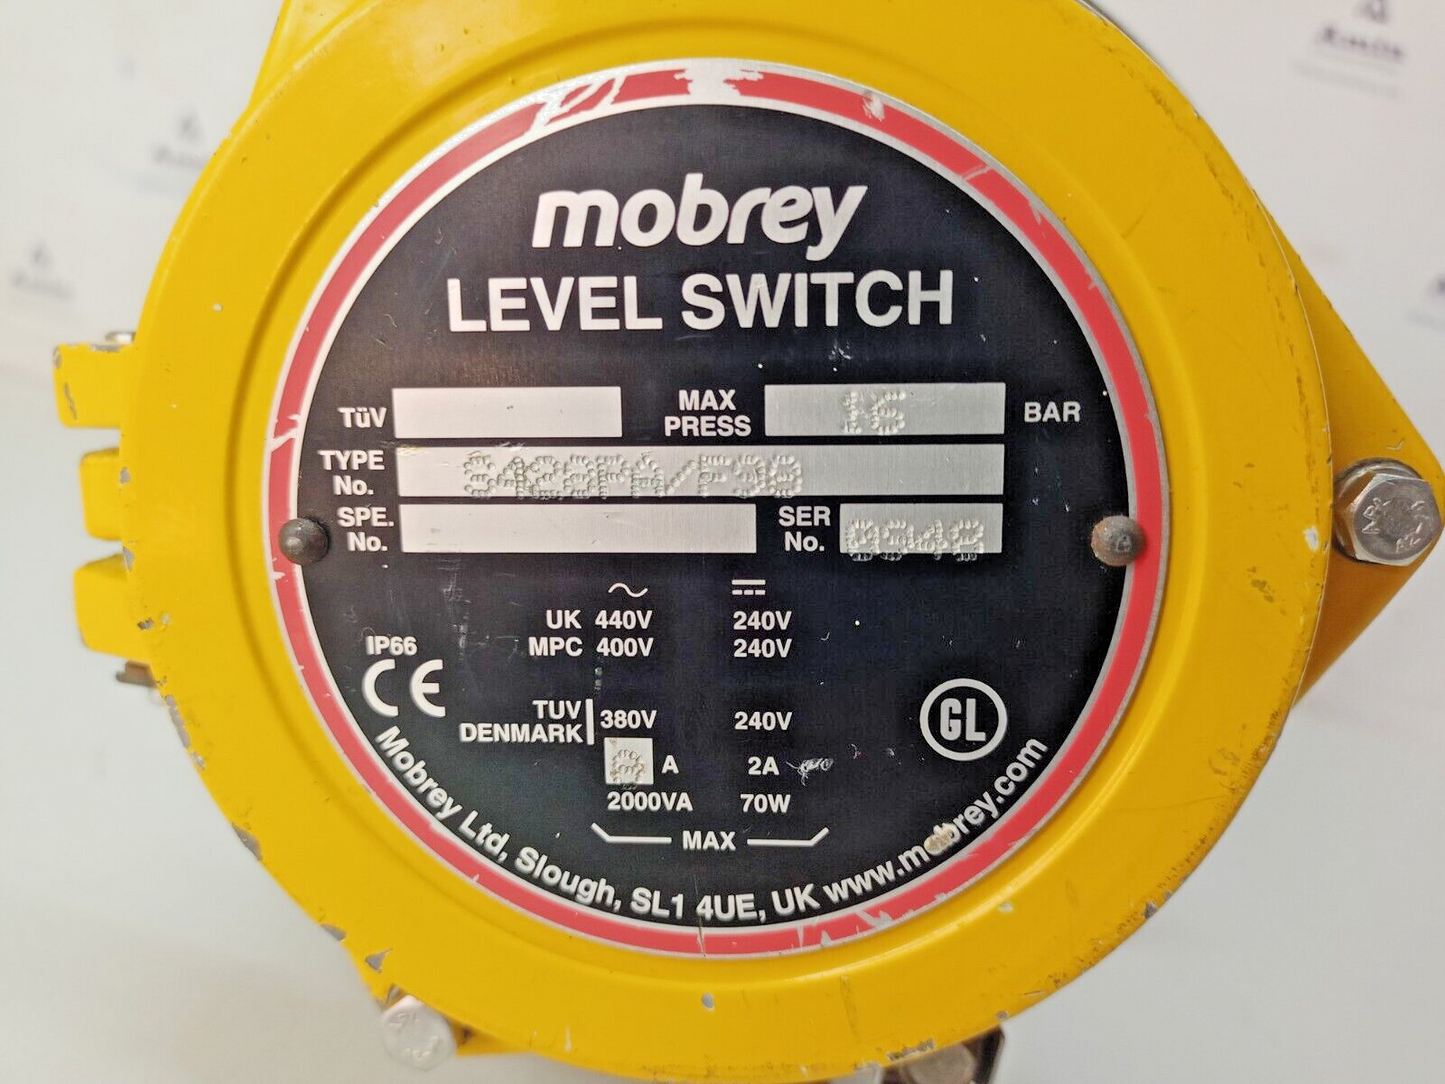 mobrey
LEVEL SWITCH
TüV
MAX PRESS 16 BAR
TYPE No.
SPE. No.
SER No.
UK 440V 240V
MPC 400V 240V
IP66
CE
TUV DENMARK 380V 240V
A 2A
2000VA 70W
MAX
GL
Mobrey Ltd, Slough, SL1 4UE, UK www.mobrey.com